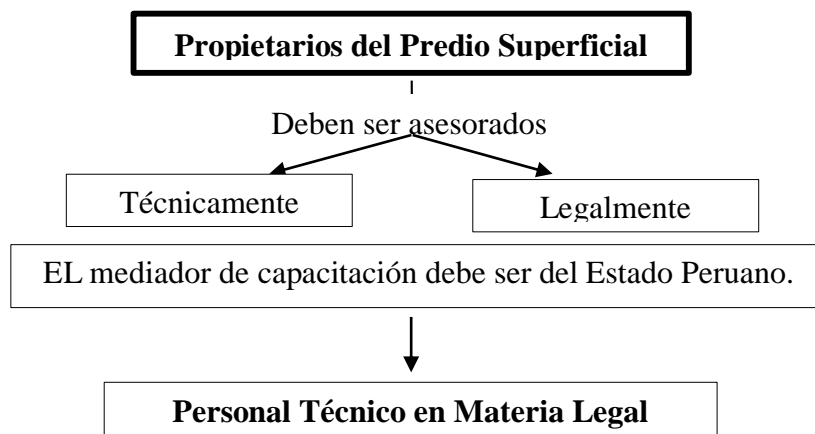 Propietarios del Predio Superficial
Deben ser asesorados
Técnicamente
Legalmente
EL mediador de capacitación debe ser del Estado Peruano.
Personal Técnico en Materia Legal